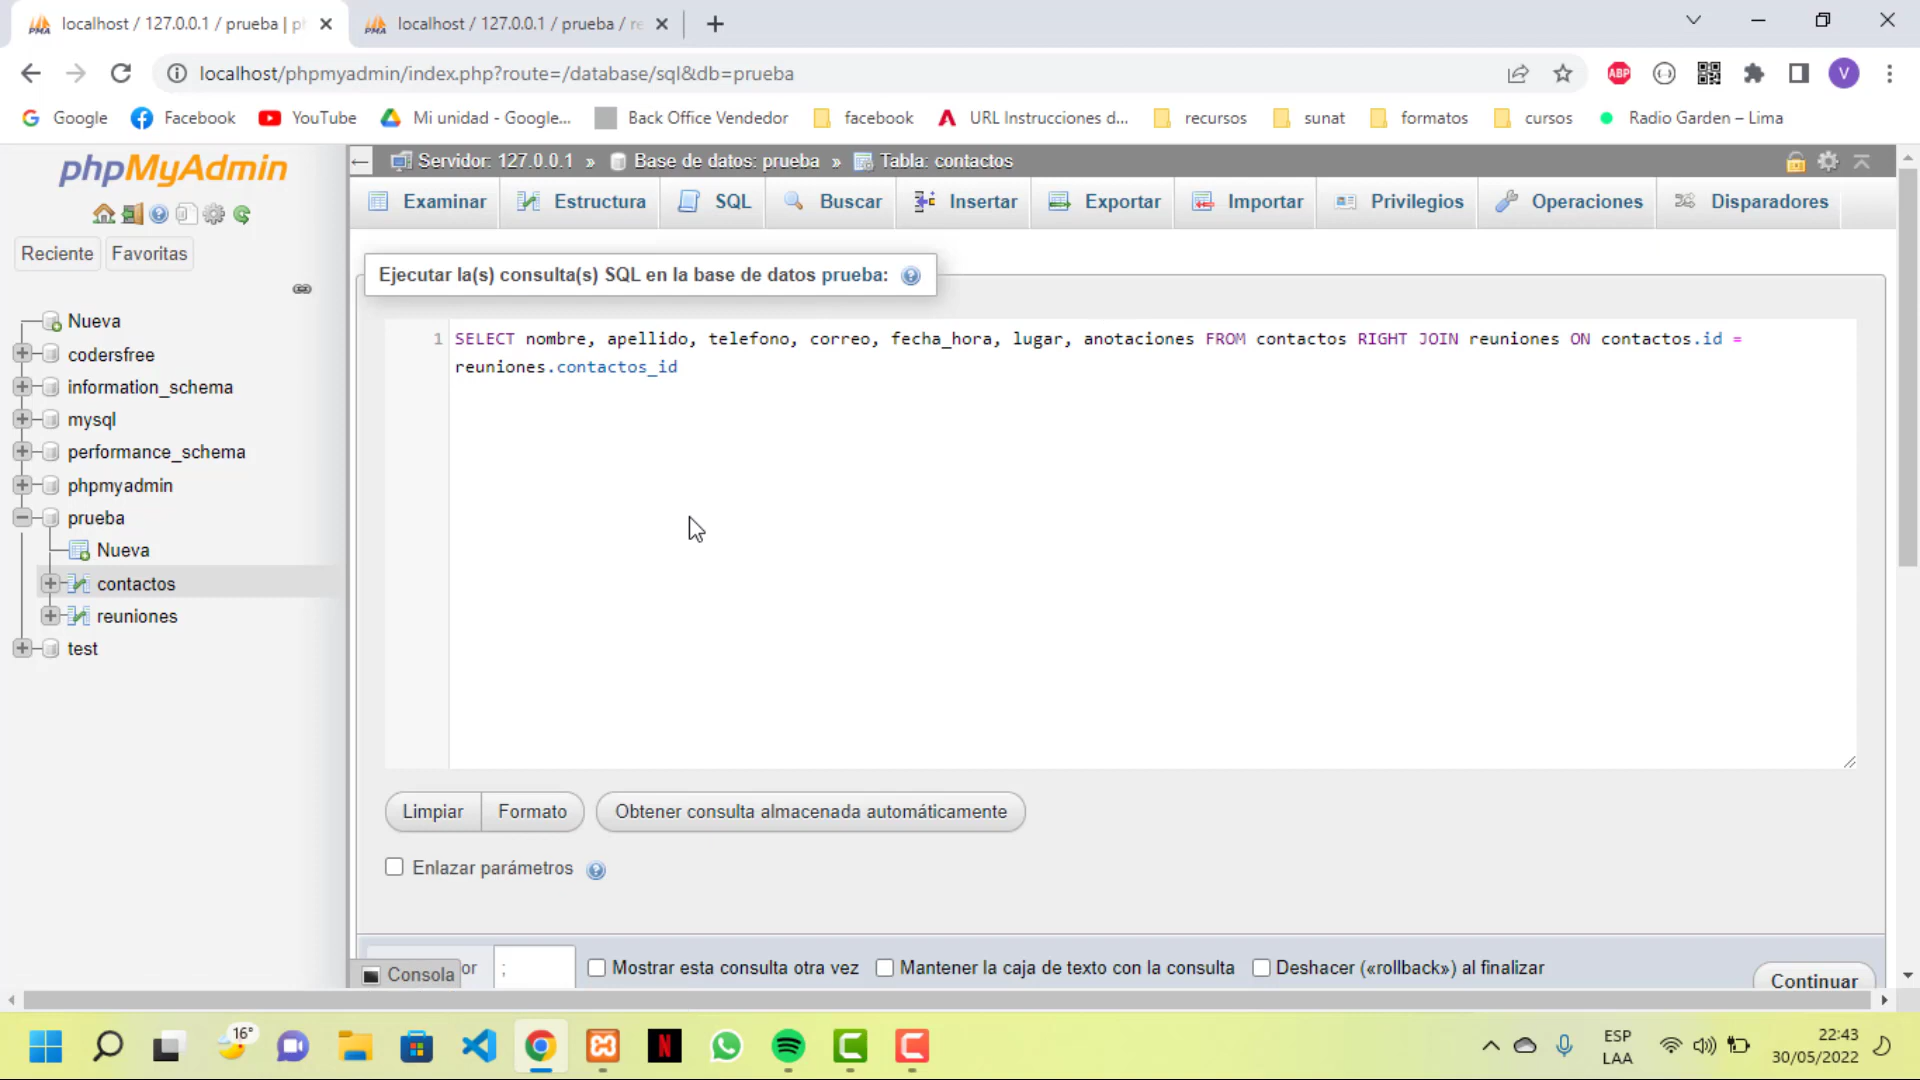 localhost / 127.0.0.1 / prueba | ph
localhost / 127.0.0.1 / prueba / re
localhost/phpmyadmin/index.php?route=/database/sql&db=prueba
ABP
V
Google
Facebook
YouTube
Mi unidad - Google...
Back Office Vendedor
facebook
URL Instrucciones d...
recursos
sunat
formatos
cursos
Radio Garden – Lima
phpMyAdmin
Reciente
Favoritas
Nueva
codersfree
information_schema
mysql
performance_schema
phpmyadmin
prueba
Nueva
contactos
reuniones
test
Servidor: 127.0.0.1 » Base de datos: prueba » Tabla: contactos
Examinar
Estructura
SQL
Buscar
Insertar
Exportar
Importar
Privilegios
Operaciones
Disparadores
Ejecutar la(s) consulta(s) SQL en la base de datos prueba:
1 SELECT nombre, apellido, telefono, correo, fecha_hora, lugar, anotaciones FROM contactos RIGHT JOIN reuniones ON contactos.id =
reuniones.contactos_id
Limpiar
Formato
Obtener consulta almacenada automáticamente
Enlazar parámetros
Consola
or
;
Mostrar esta consulta otra vez
Mantener la caja de texto con la consulta
Deshacer («rollback») al finalizar
Continuar
16°
N
ESP
LAA
22:43
30/05/2022